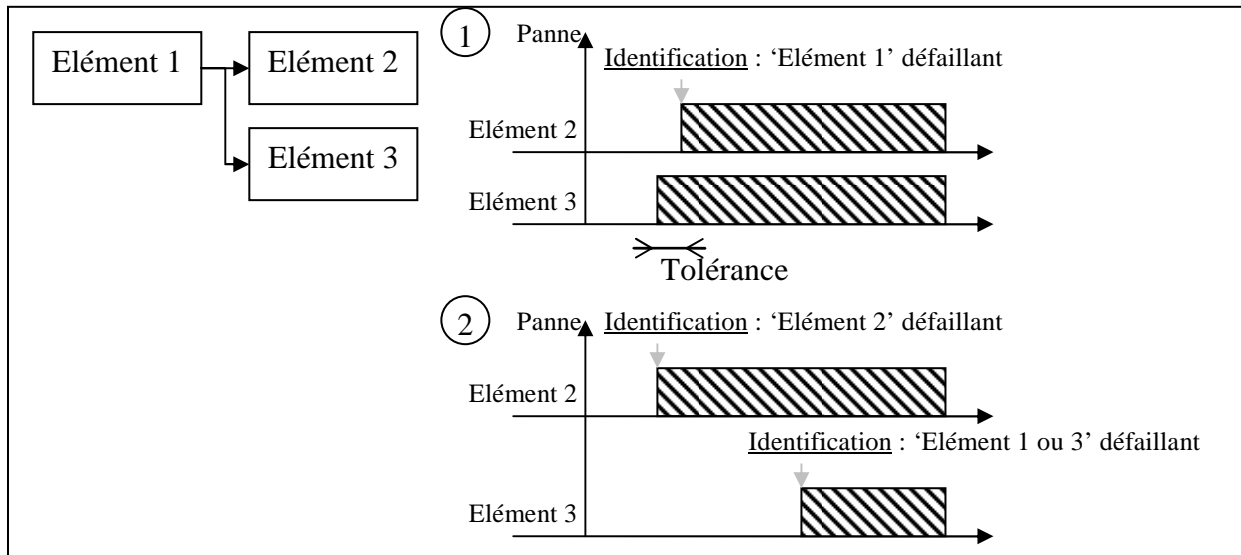 Elément 1
Elément 2
Elément 3
1
Panne
Identification : ‘Elément 1’ défaillant
Elément 2
Elément 3
Tolérance
2
Panne
Identification : ‘Elément 2’ défaillant
Elément 2
Identification : ‘Elément 1 ou 3’ défaillant
Elément 3